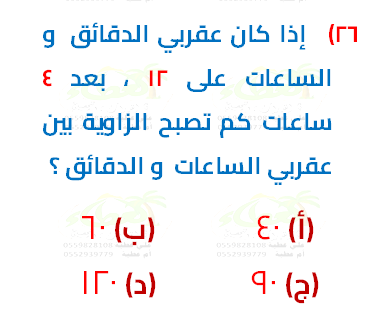 ٢٦) إذا كان عقربي الدقائق و
الساعات على ١٢ ، بعد ٤
ساعات كم تصبح الزاوية بين
عقربي الساعات و الدقائق ؟
(أ) ٤٠ (ب) ٦٠
(ج) ٩٠ (د) ١٢٠